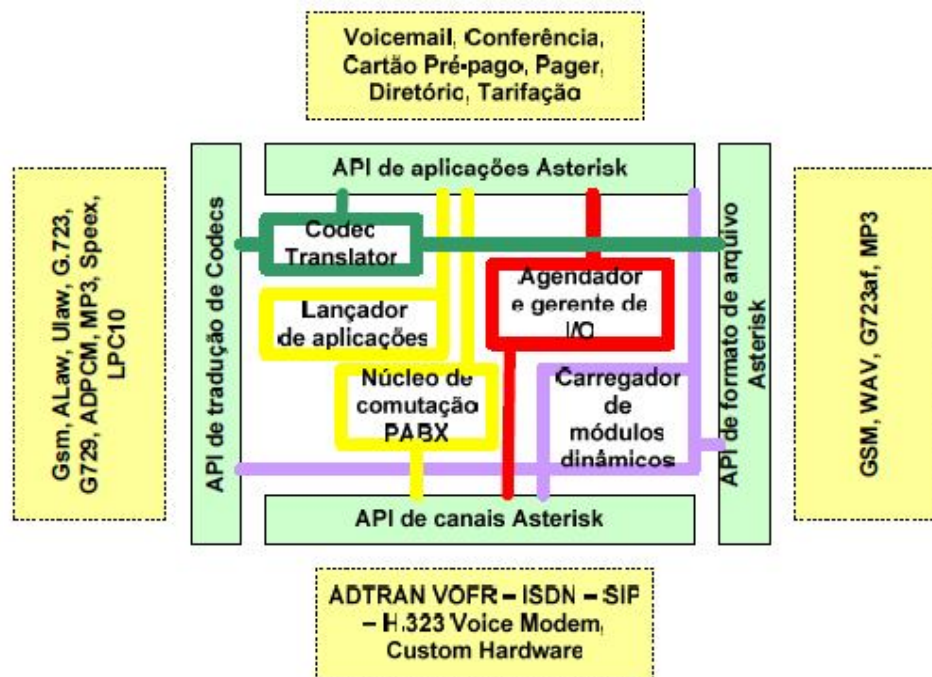 Voicemail, Conferência,
Cartão Pré-pago, Pager,
Diretório, Tarifação
API de aplicações Asterisk
Gsm, ALaw, Ulaw, G.723,
G729, ADPCM, MP3, Speex,
LPC10
API de tradução de Codecs
Codec
Translator
Lançador
de aplicações
Núcleo de
comutação
PABX
Agendador
e gerente de
I/O
Carregador
de
módulos
dinâmicos
API de formato de arquivo
Asterisk
GSM, WAV, G723af, MP3
API de canais Asterisk
ADTRAN VOFR – ISDN – SIP
– H.323 Voice Modem,
Custom Hardware